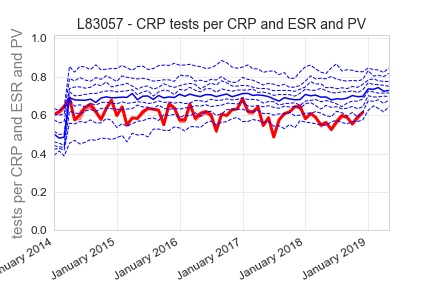 L83057 - CRP tests per CRP and ESR and PV
tests per CRP and ESR and PV
1.0
0.8
0.6
0.4
0.2
0.0
2014
January 2015
January 2016
January 2017
January 2018
January 2019